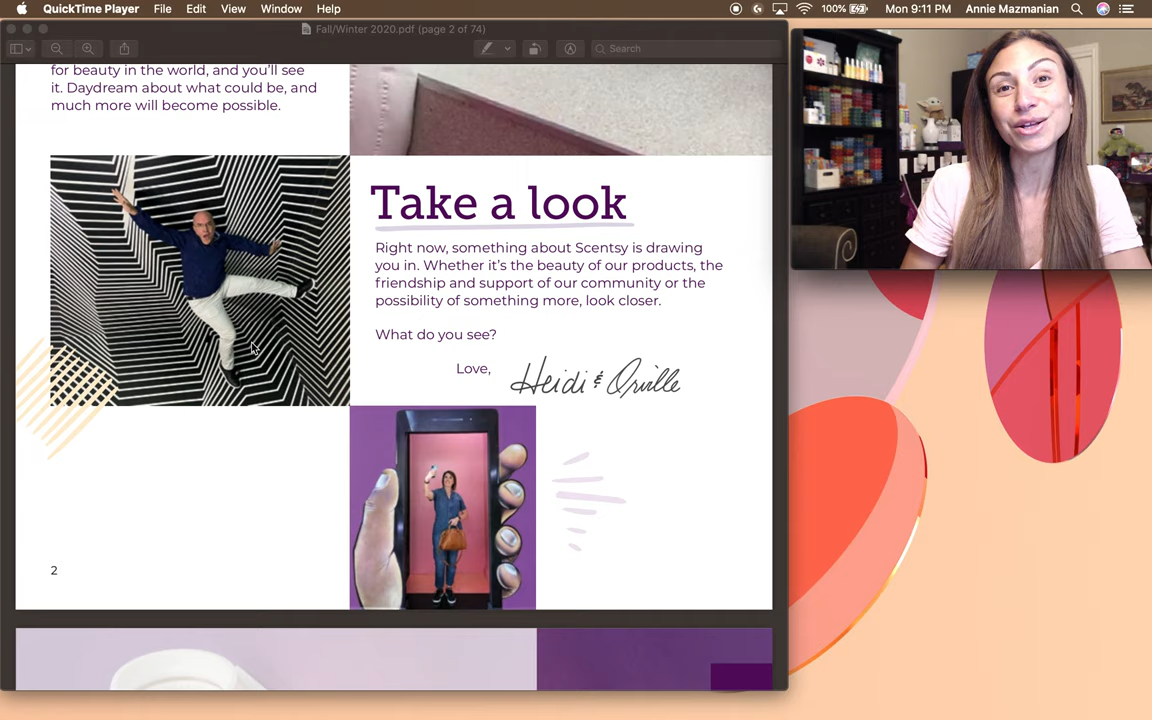 QuickTime Player File Edit View Window Help 100% Mon 9:11 PM Annie Mazmanian
Fall/Winter 2020.pdf (page 2 of 74)
Search
for beauty in the world, and you'll see
it. Daydream about what could be, and
much more will become possible.
Take a look
Right now, something about Scentsy is drawing
you in. Whether it's the beauty of our products, the
friendship and support of our community or the
possibility of something more, look closer.
What do you see?
Love,
Heidi & Orville
2